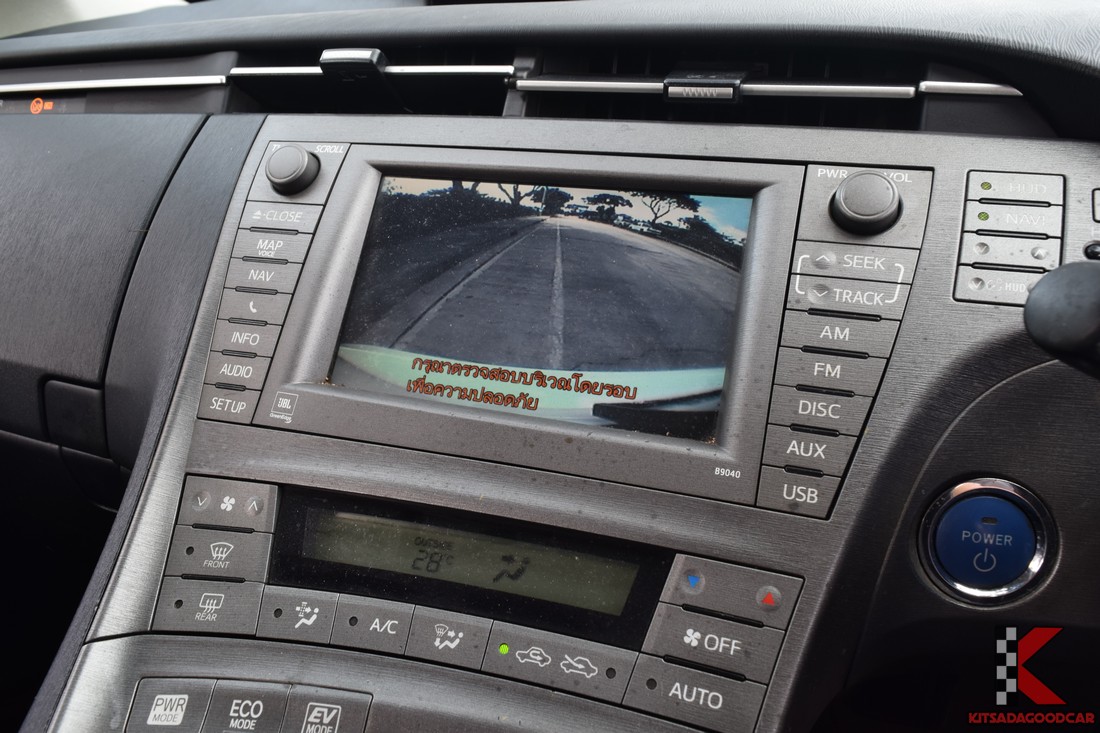 SCROLL
PWR
VOL
HUD
NAVI
HUD
CLOSE
MAP
VOICE
NAV
INFO
AUDIO
SETUP
SEEK
TRACK
AM
FM
DISC
AUX
USB
กรุณาตรวจสอบบริเวณโดยรอบ
เพื่อความปลอดภัย
JBL
GreenEdge
B9040
POWER
OUTSIDE
28°C
FRONT
REAR
A/C
OFF
AUTO
PWR
MODE
ECO
MODE
EV
MODE
K
KITSADAGOODCAR